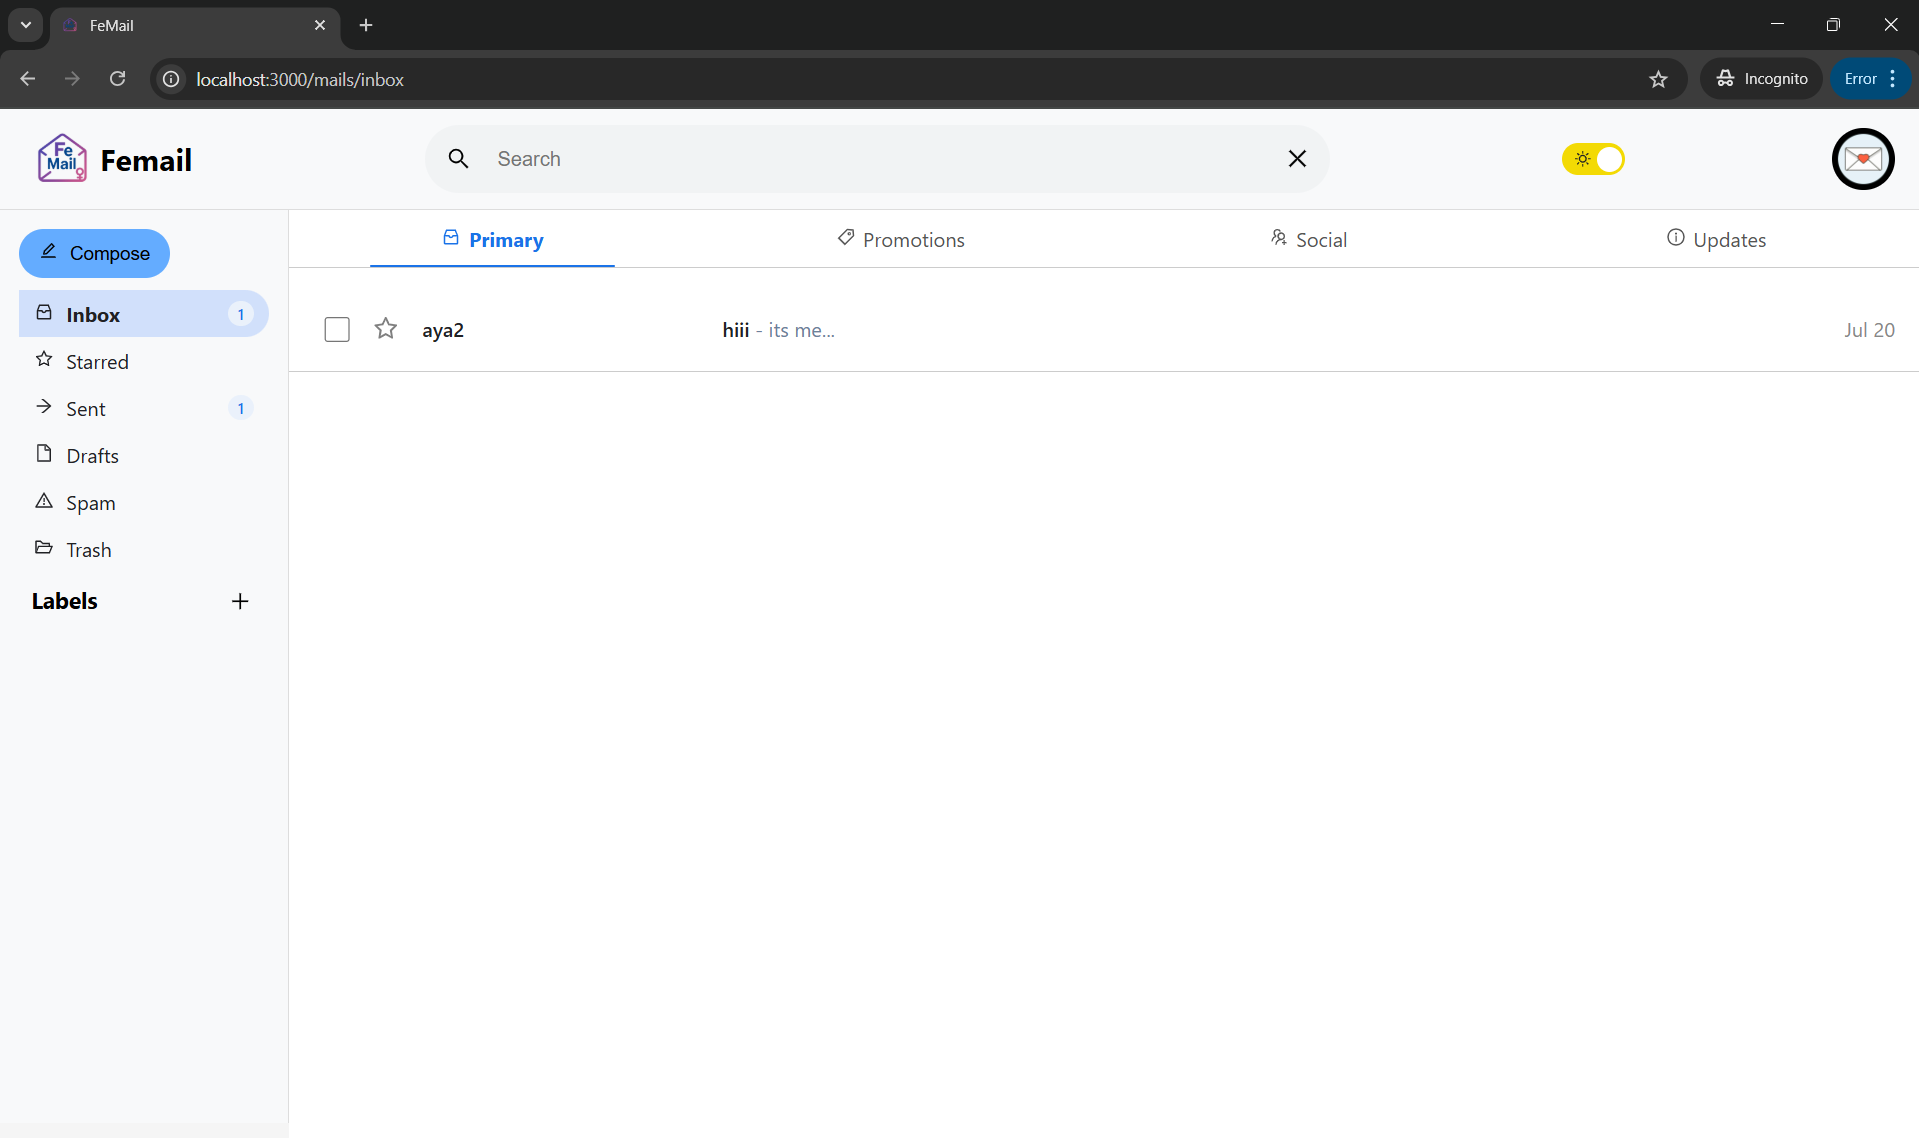 FeMail
localhost:3000/mails/inbox
Incognito
Error
Fe
Mail
Femail
Search
Compose
Primary
Promotions
Social
Updates
Inbox 1
aya2 hiii - its me... Jul 20
Starred
Sent 1
Drafts
Spam
Trash
Labels